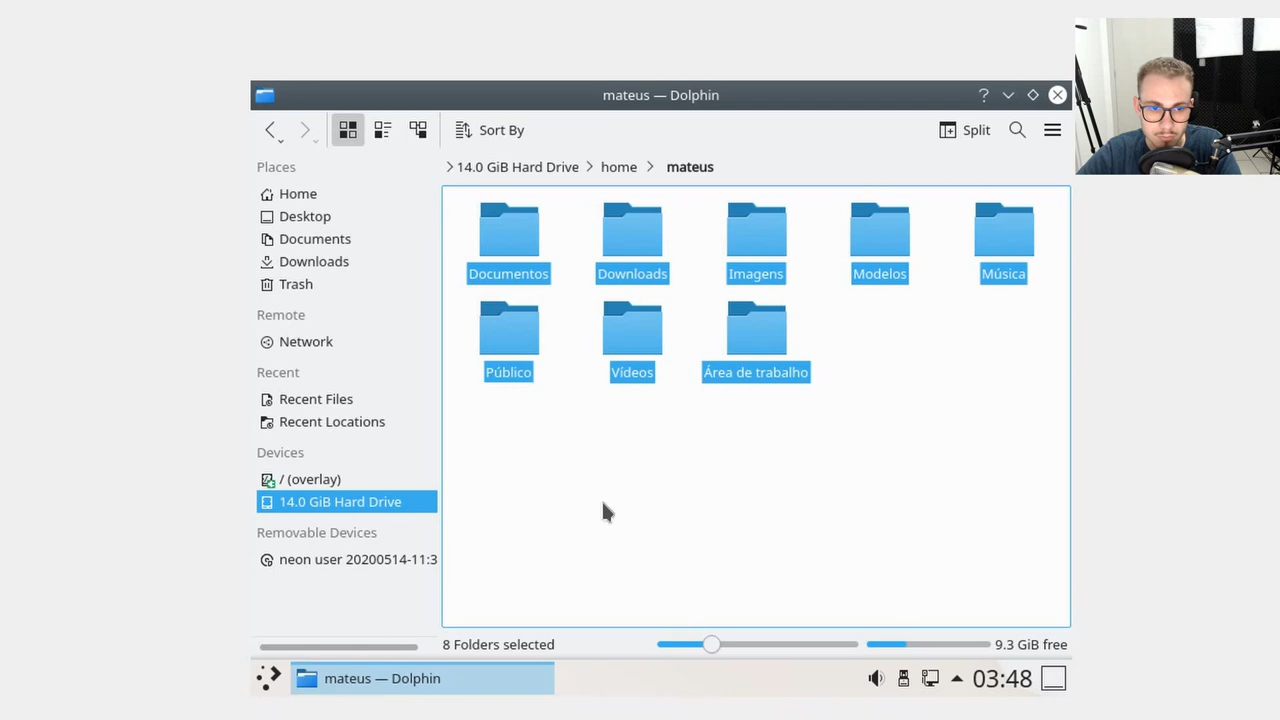 mateus — Dolphin
?
Sort By
Split
Places
14.0 GiB Hard Drive
home
mateus
Home
Desktop
Documents
Downloads
Trash
Remote
Network
Recent
Recent Files
Recent Locations
Devices
/ (overlay)
14.0 GiB Hard Drive
Removable Devices
neon user 20200514-11:3
Documentos
Downloads
Imagens
Modelos
Música
Público
Vídeos
Área de trabalho
8 Folders selected
9.3 GiB free
mateus — Dolphin
03:48